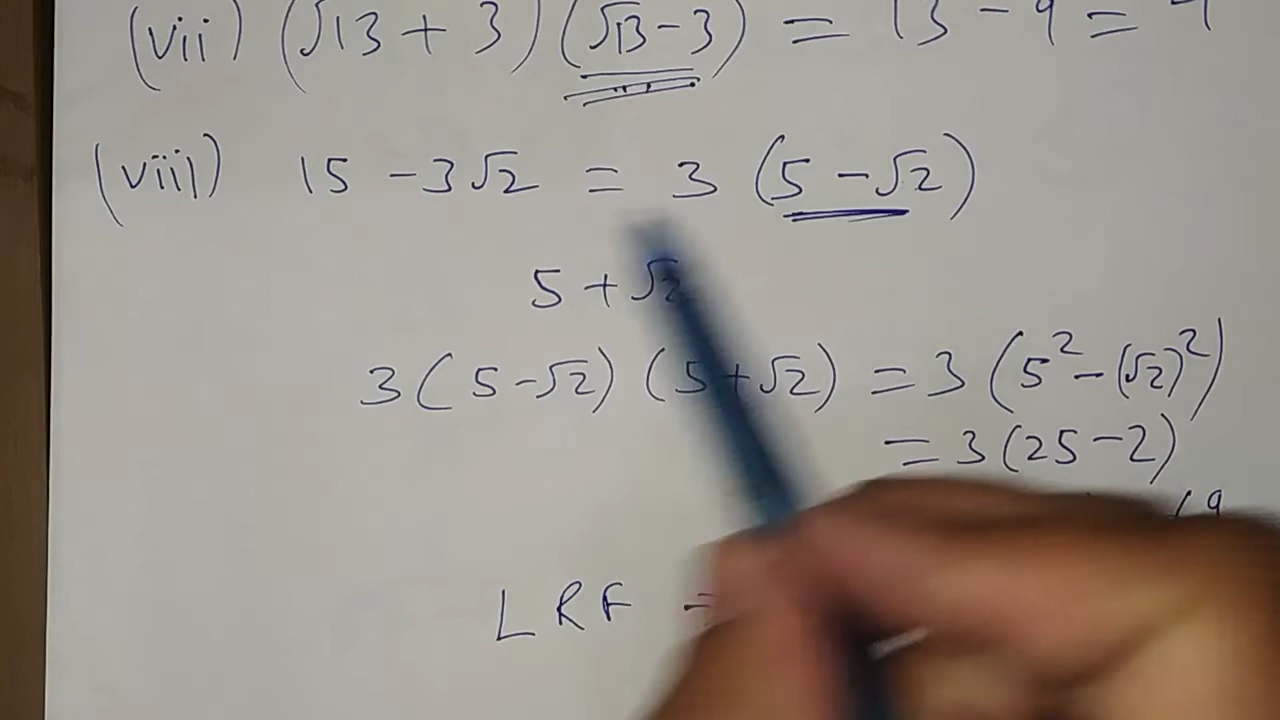 (vii) (√13 + 3) (√13 - 3) = 13 - 9 = 4
(viii) 15 - 3√2 = 3 (5 - √2)
5 + √2
3 (5 - √2) (5 + √2) = 3 (5² - (√2)²)
= 3 (25 - 2)
LRF